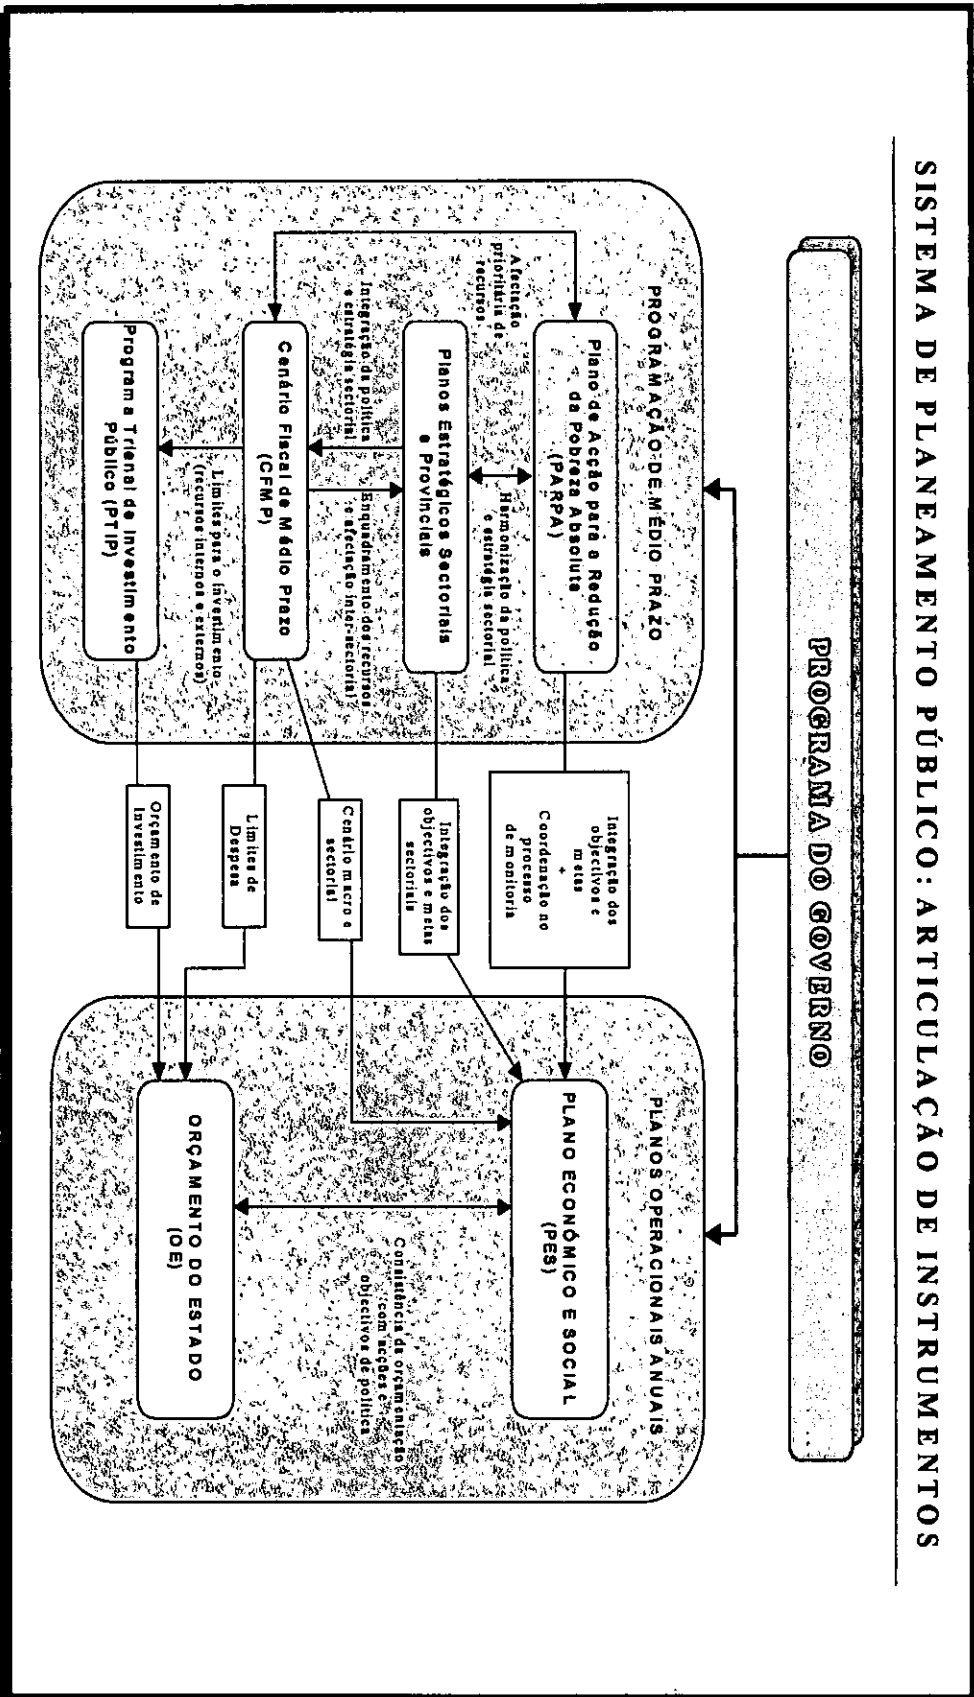 SISTEMA DE PLANEAMENTO PÚBLICO: ARTICULAÇÃO DE INSTRUMENTOS
PROGRAMA DO GOVERNO
PROGRAMAÇÃO DE MÉDIO PRAZO
Plano de Acção para a Redução
da Pobreza Absoluta
(PARPA)
Afectação
prioritária de
recursos
Harmonização da política
e estratégia sectorial
Planos Estratégicos Sectoriais
e Provinciais
Integração da política
e estratégia sectorial
Enquadramento dos recursos
e afectação inter-sectorial
Cenário Fiscal de Médio Prazo
(CFMP)
Limites para o investimento
(recursos internos e externos)
Programa Trienal de Investimento
Público (PTIP)
Integração dos
objectivos e
metas
+
Coordenação no
processo
de monitoria
Integração dos
objectivos e metas
sectoriais
Cenário macro e
sectorial
Limites de
Despesa
Orçamento de
Investimento
PLANOS OPERACIONAIS ANUAIS
PLANO ECONÓMICO E SOCIAL
(PES)
Consistência da orçamentação
com acções e
objectivos de política
ORÇAMENTO DO ESTADO
(OE)